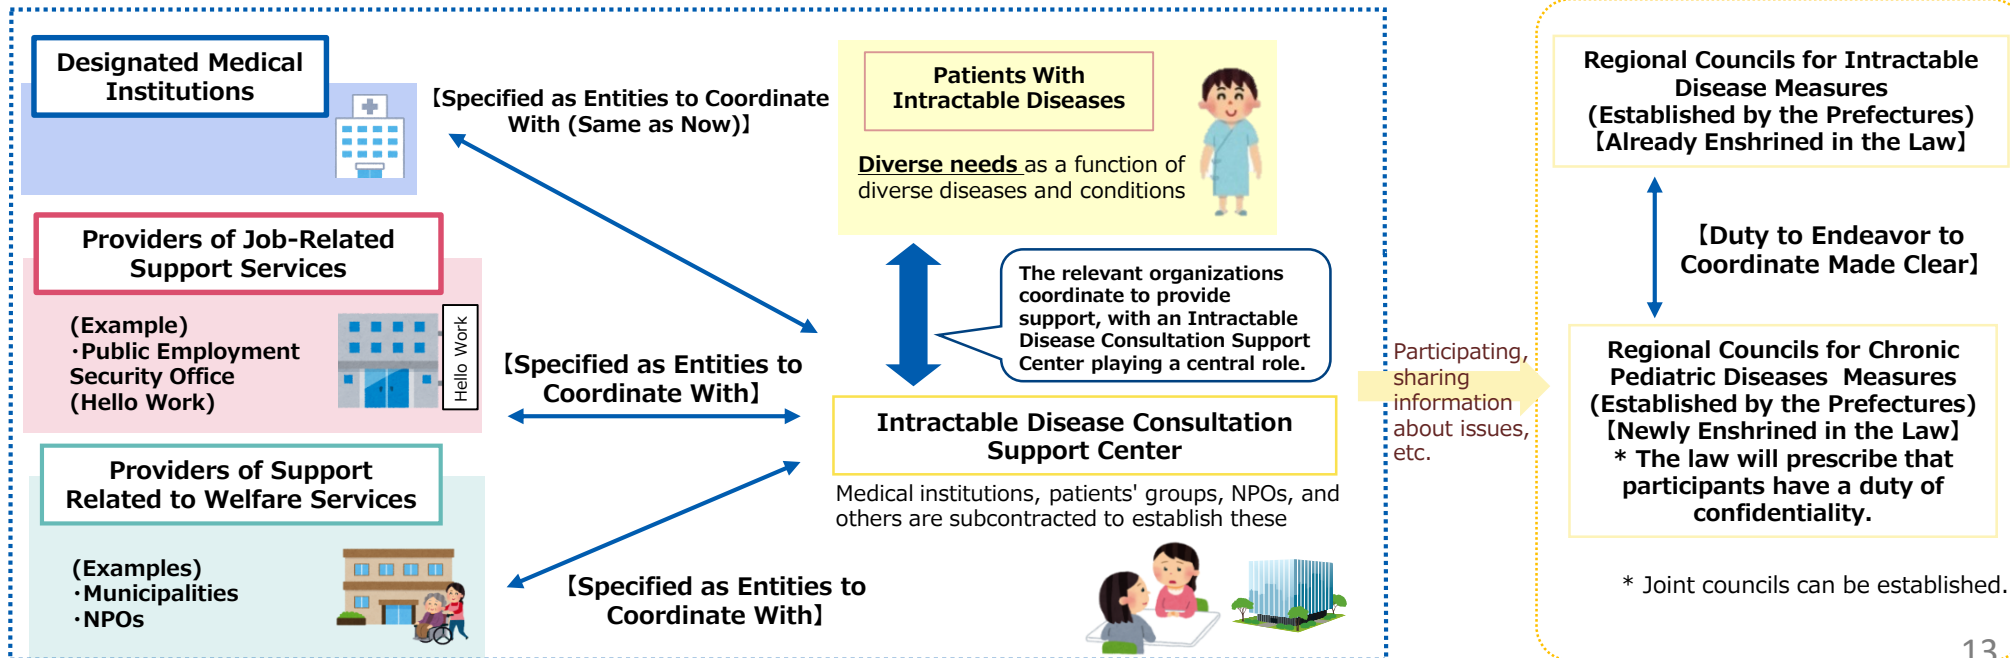 Designated Medical
Institutions
【Specified as Entities to Coordinate
With (Same as Now)】
Patients With
Intractable Diseases
Diverse needs as a function of
diverse diseases and conditions
Providers of Job-Related
Support Services
(Example)
・Public Employment
Security Office
(Hello Work)
Hello Work
【Specified as Entities to
Coordinate With】
The relevant organizations
coordinate to provide
support, with an Intractable
Disease Consultation Support
Center playing a central role.
Intractable Disease Consultation
Support Center
Medical institutions, patients' groups, NPOs, and
others are subcontracted to establish these
Providers of Support
Related to Welfare Services
(Examples)
・Municipalities
・NPOs
【Specified as Entities to
Coordinate With】
Participating,
sharing
information
about issues,
etc.
Regional Councils for Intractable
Disease Measures
(Established by the Prefectures)
【Already Enshrined in the Law】
【Duty to Endeavor to
Coordinate Made Clear】
Regional Councils for Chronic
Pediatric Diseases  Measures
(Established by the Prefectures)
【Newly Enshrined in the Law】
* The law will prescribe that
participants have a duty of
confidentiality.
* Joint councils can be established.
13